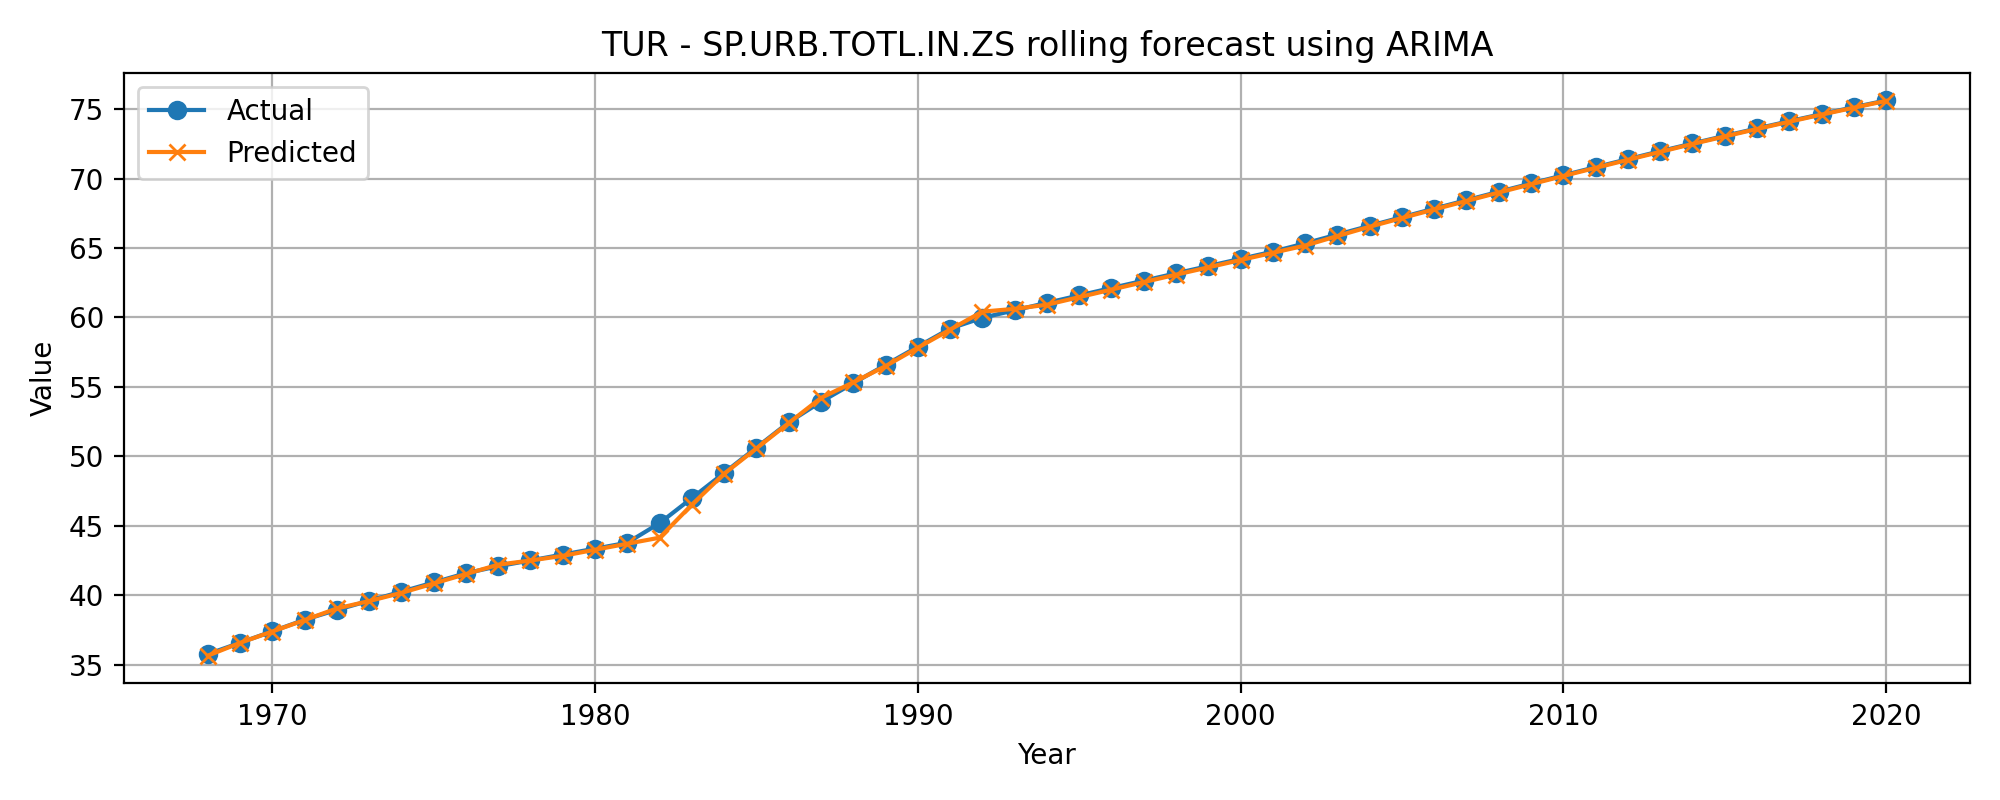 TUR - SP.URB.TOTL.IN.ZS rolling forecast using ARIMA
Actual
Predicted
75
70
65
60
55
50
45
40
35
Value
1970 1980 1990 2000 2010 2020
Year